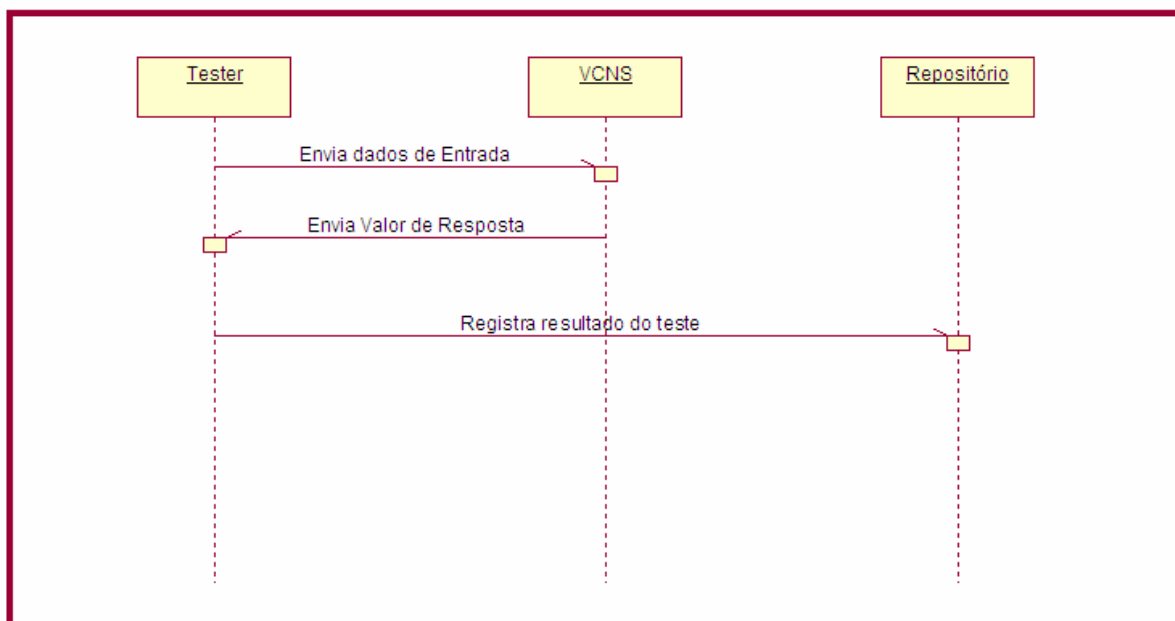 Tester
VCNS
Repositório
Envia dados de Entrada
Envia Valor de Resposta
Registra resultado do teste